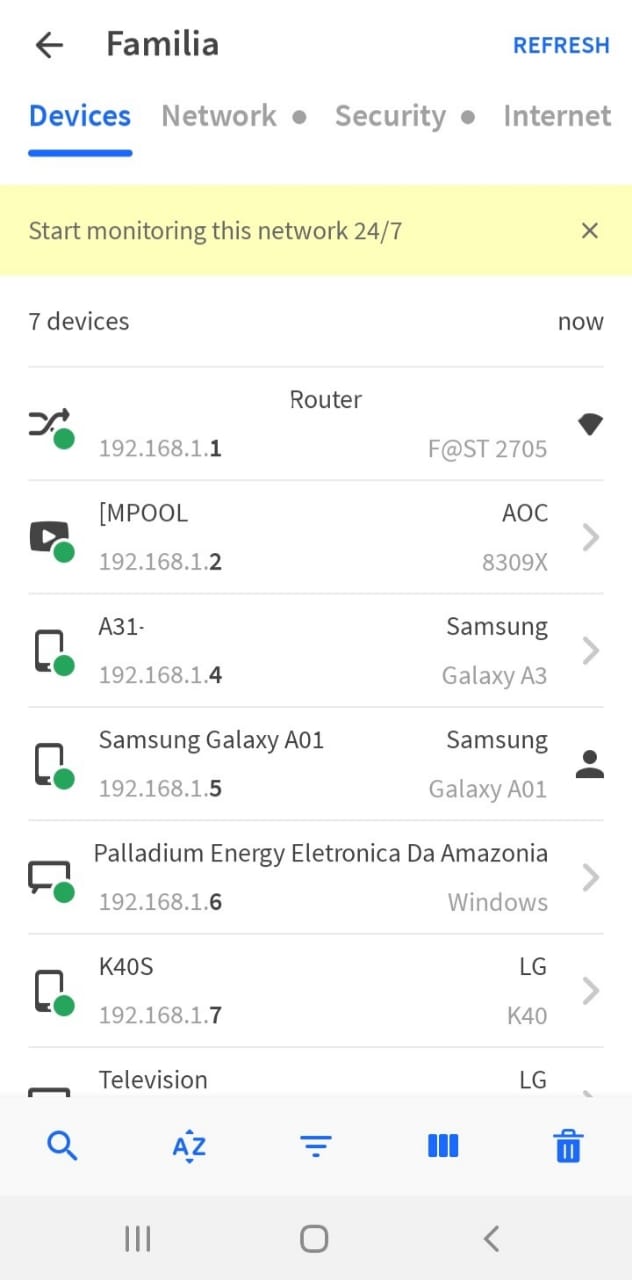 Familia
REFRESH
Devices Network Security Internet
Start monitoring this network 24/7
7 devices now
Router
192.168.1.1 F@ST 2705
[MPOOL AOC
192.168.1.2 8309X
A31- Samsung
192.168.1.4 Galaxy A3
Samsung Galaxy A01 Samsung
192.168.1.5 Galaxy A01
Palladium Energy Eletronica Da Amazonia
192.168.1.6 Windows
K40S LG
192.168.1.7 K40
Television LG
AZ